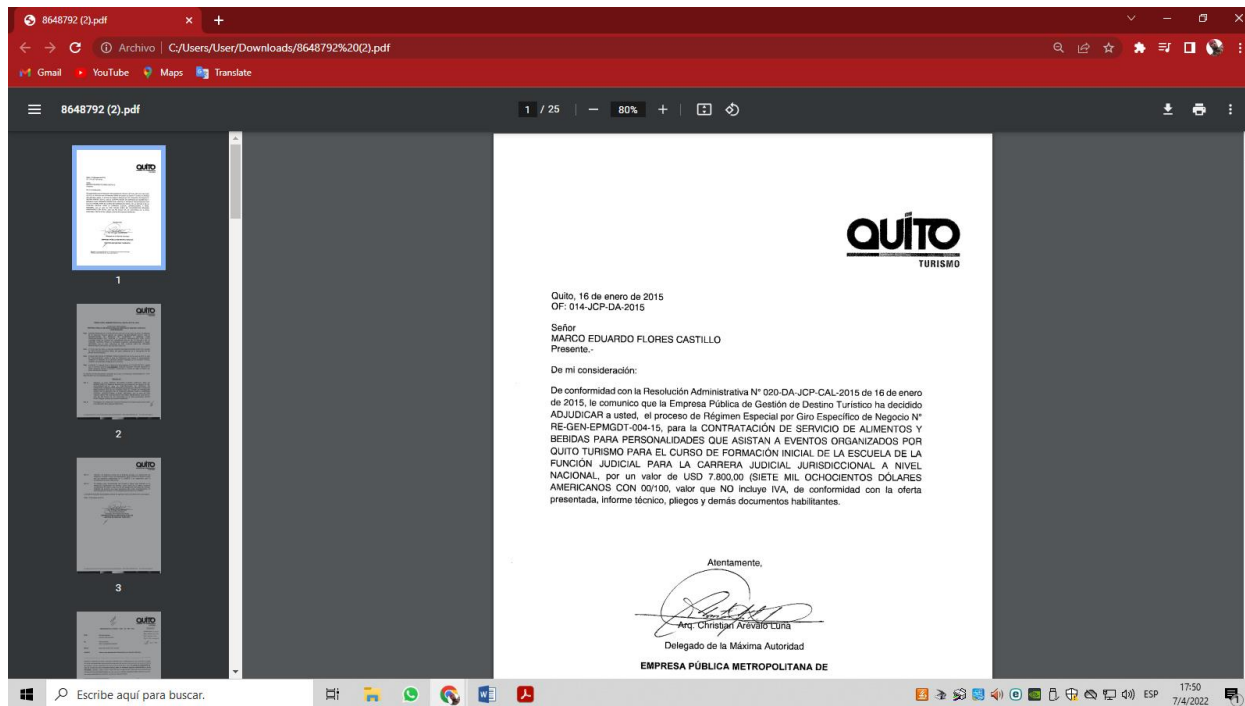 8648792 (2).pdf
Archivo
C:/Users/User/Downloads/8648792%20(2).pdf
Gmail
YouTube
Maps
Translate
8648792 (2).pdf
1 / 25
80%
QUITO
1
QUITO
2
QUITO
3
QUITO
QUITO
TURISMO
Quito, 16 de enero de 2015
OF: 014-JCP-DA-2015
Señor
MARCO EDUARDO FLORES CASTILLO
Presente.-
De mi consideración:
De conformidad con la Resolución Administrativa N° 020-DA-JCP-CAL-2015 de 16 de enero
de 2015, le comunico que la Empresa Pública de Gestión de Destino Turístico ha decidido
ADJUDICAR a usted, el proceso de Régimen Especial por Giro Específico de Negocio N°
RE-GEN-EPMGDT-004-15, para la CONTRATACIÓN DE SERVICIO DE ALIMENTOS Y
BEBIDAS PARA PERSONALIDADES QUE ASISTAN A EVENTOS ORGANIZADOS POR
QUITO TURISMO PARA EL CURSO DE FORMACIÓN INICIAL DE LA ESCUELA DE LA
FUNCIÓN JUDICIAL PARA LA CARRERA JUDICIAL JURISDICCIONAL A NIVEL
NACIONAL, por un valor de USD 7.800,00 (SIETE MIL OCHOCIENTOS DÓLARES
AMERICANOS CON 00/100, valor que NO incluye IVA, de conformidad con la oferta
presentada, informe técnico, pliegos y demás documentos habilitantes.
Atentamente,
Arq. Christian Arévalo Luna
Delegado de la Máxima Autoridad
EMPRESA PÚBLICA METROPOLITANA DE
Escribe aquí para buscar.
ESP
17:50
7/4/2022